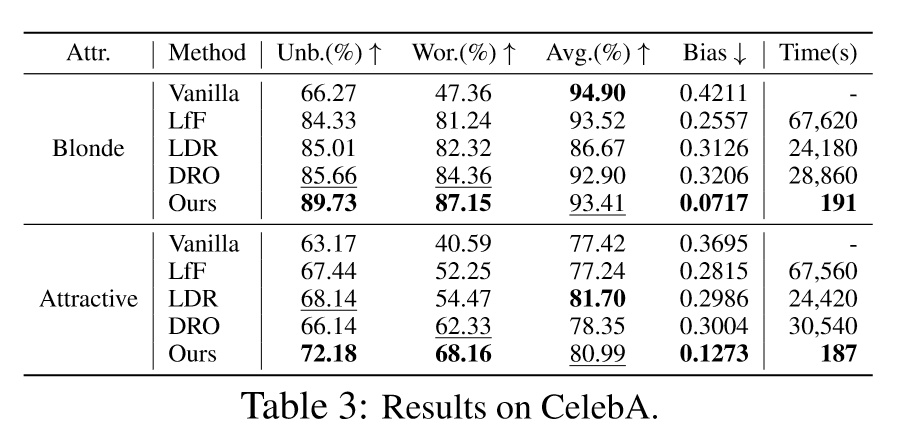 Attr. Method Unb.(%) ↑ Wor.(%) ↑ Avg.(%) ↑ Bias ↓ Time(s)
Vanilla 66.27 47.36 94.90 0.4211 -
LfF 84.33 81.24 93.52 0.2557 67,620
Blonde LDR 85.01 82.32 86.67 0.3126 24,180
DRO 85.66 84.36 92.90 0.3206 28,860
Ours 89.73 87.15 93.41 0.0717 191
Vanilla 63.17 40.59 77.42 0.3695 -
LfF 67.44 52.25 77.24 0.2815 67,560
Attractive LDR 68.14 54.47 81.70 0.2986 24,420
DRO 66.14 62.33 78.35 0.3004 30,540
Ours 72.18 68.16 80.99 0.1273 187
Table 3: Results on CelebA.